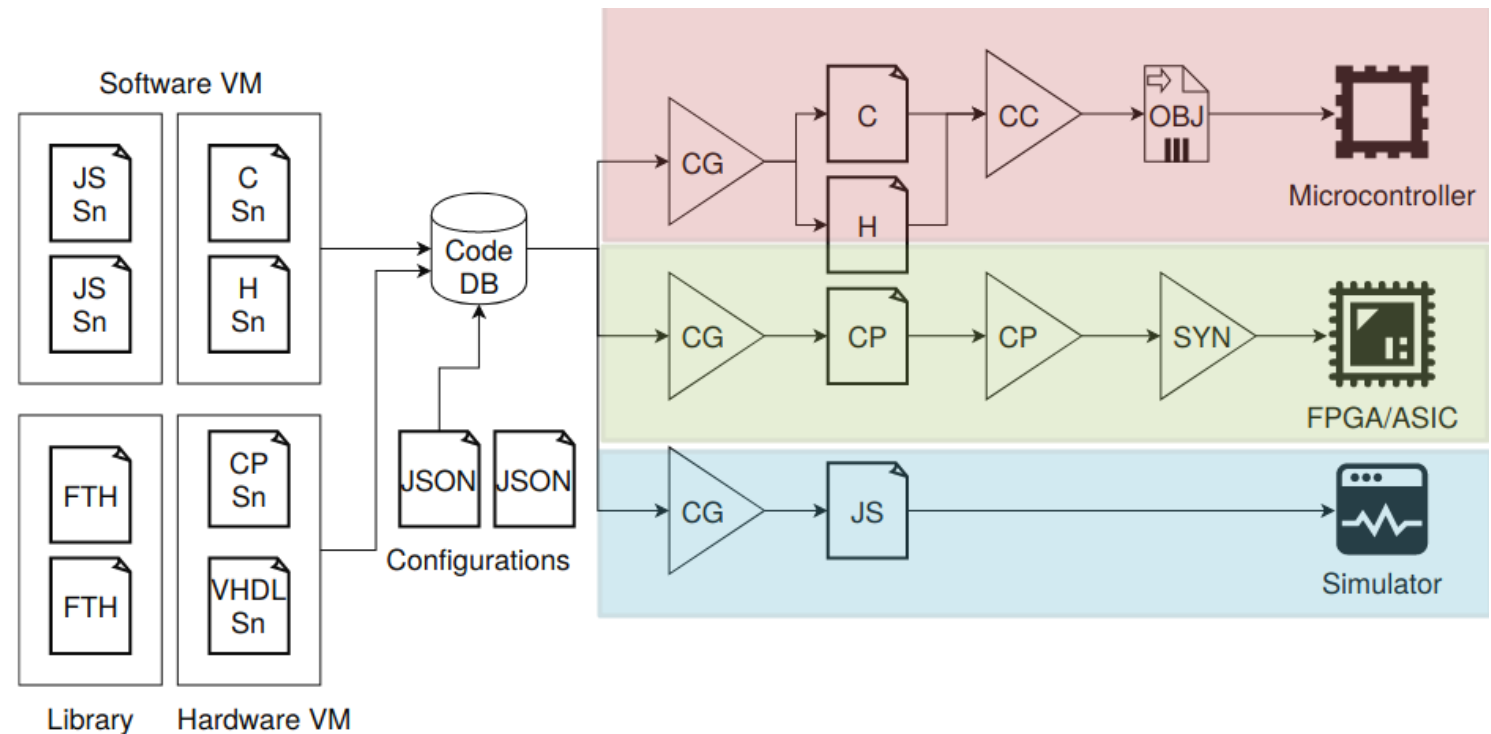 Software VM
JS
Sn
JS
Sn
C
Sn
H
Sn
FTH
FTH
Library
CP
Sn
VHDL
Sn
Hardware VM
Code
DB
JSON
JSON
Configurations
CG
C
H
CC
OBJ
Microcontroller
CG
CP
CP
SYN
FPGA/ASIC
CG
JS
Simulator